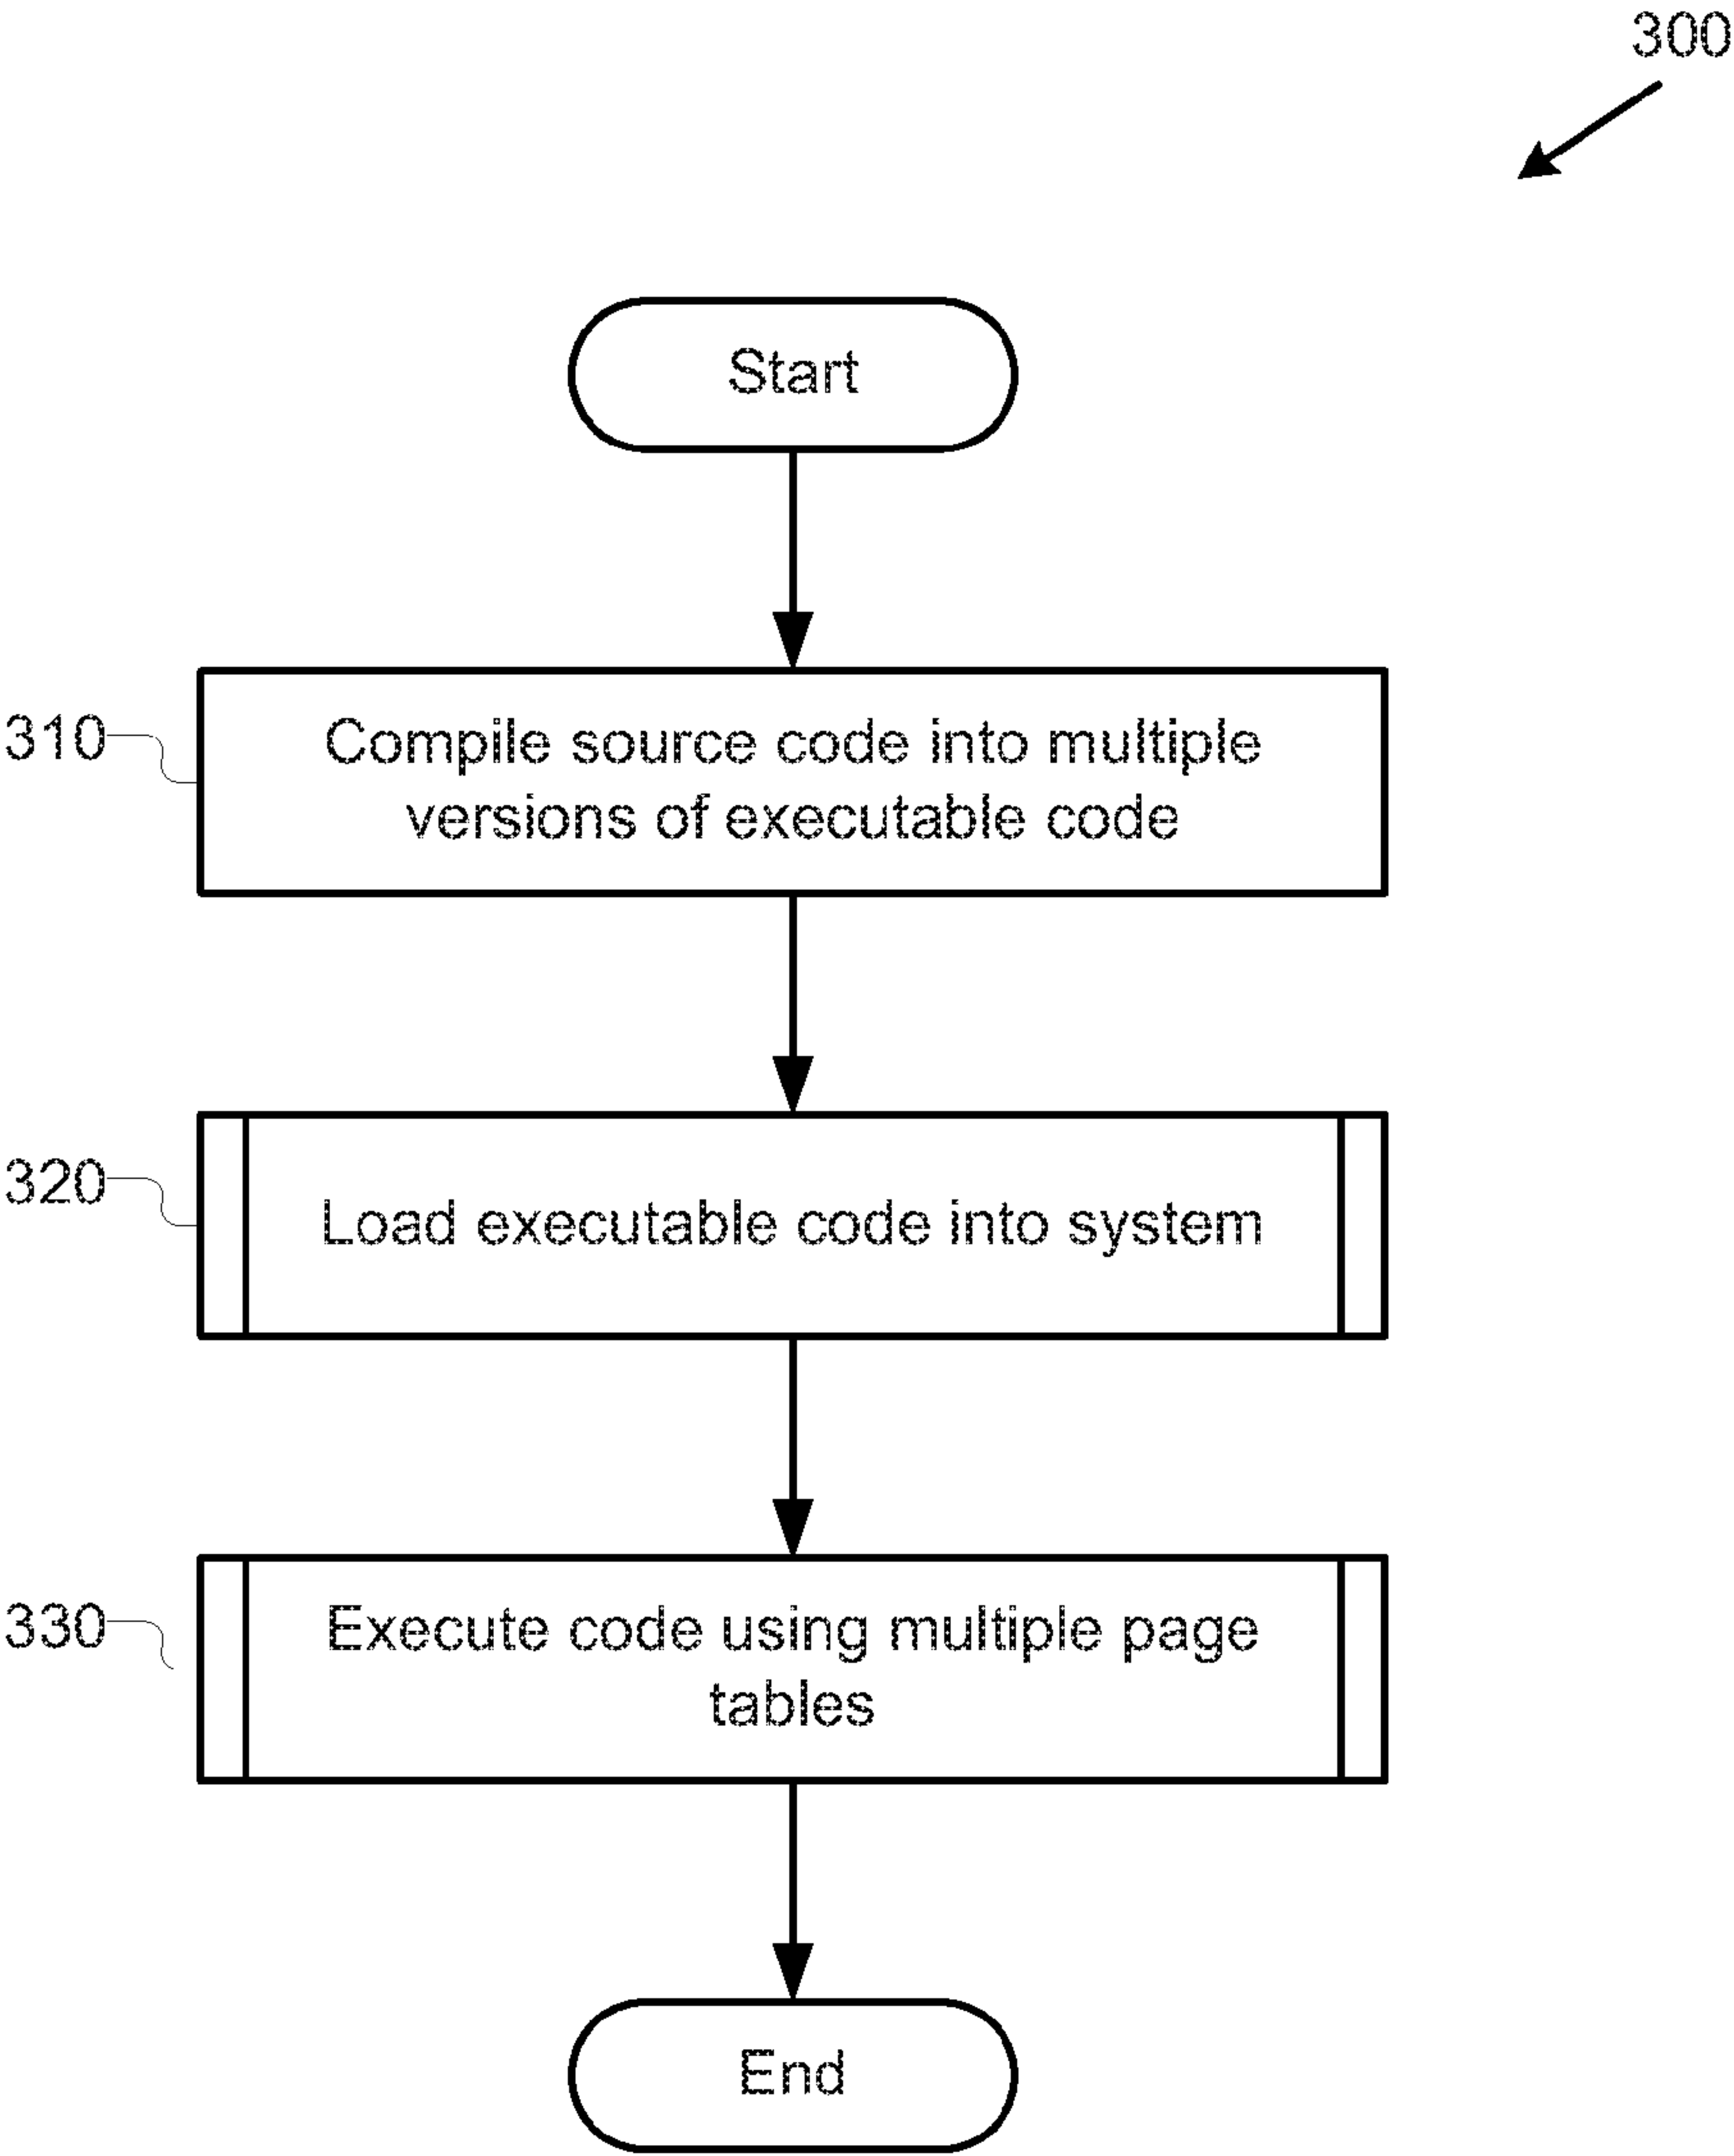 300
Start
310
Compile source code into multiple
versions of executable code
320
Load executable code into system
330
Execute code using multiple page
tables
End